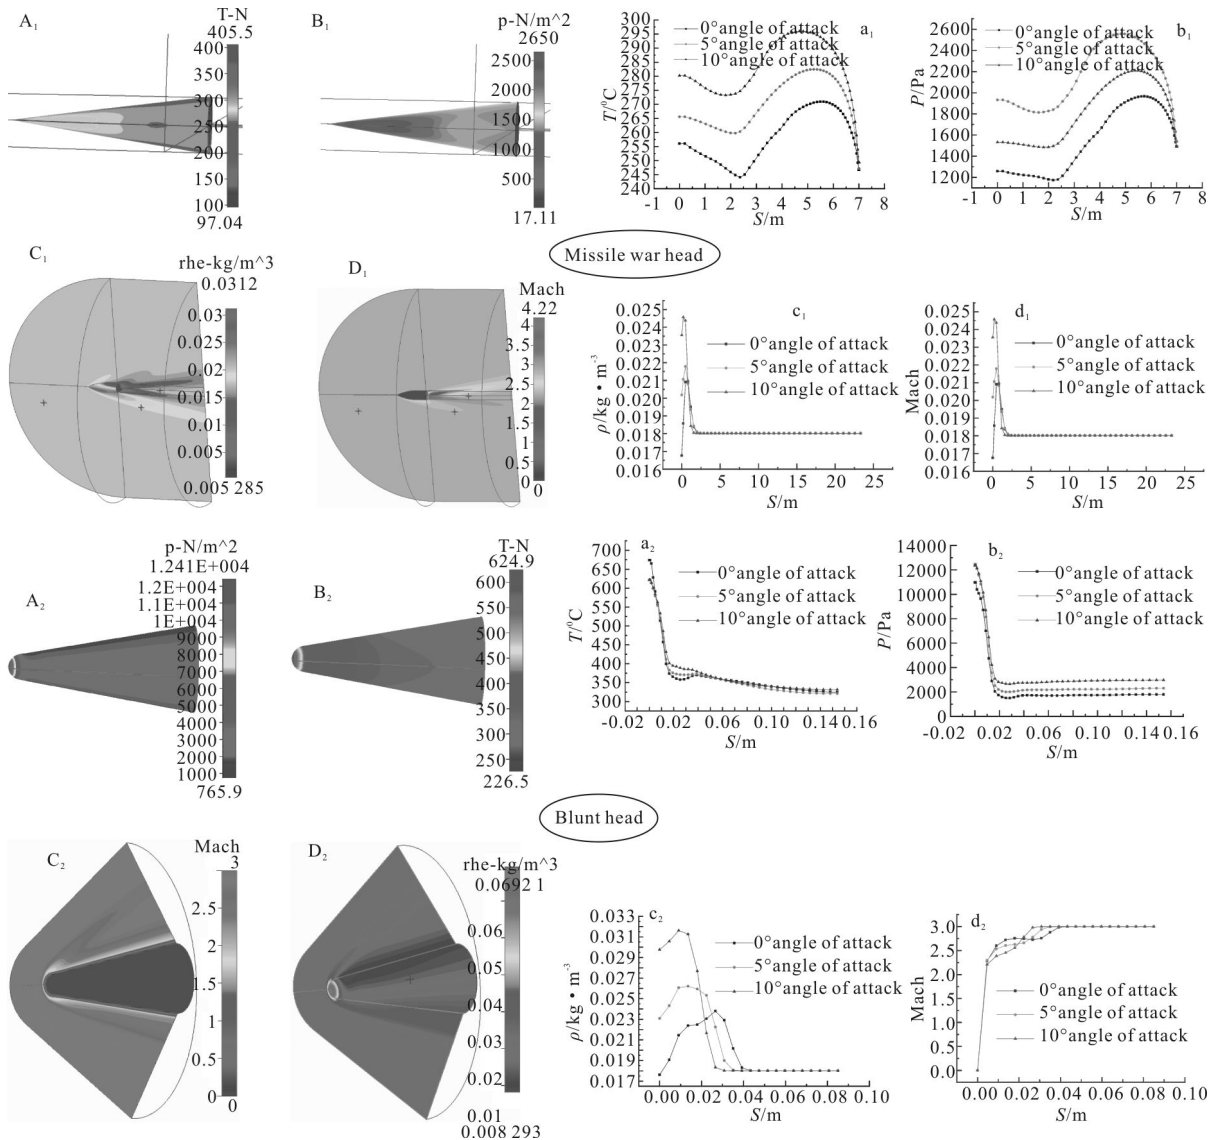 A1
T-N
405.5
400
350
300
250
200
150
100
97.04
B1
p-N/m^2
2650
2500
2000
1500
1000
500
17.11
a1
0°angle of attack
5°angle of attack
10°angle of attack
T/⁰C
300
295
290
285
280
275
270
265
260
255
250
245
240
-1 0 1 2 3 4 5 6 7 8
S/m
b1
0°angle of attack
5°angle of attack
10°angle of attack
P/Pa
2600
2400
2200
2000
1800
1600
1400
1200
-1 0 1 2 3 4 5 6 7 8
S/m
Missile war head
C1
rhe-kg/m^3
0.0312
0.03
0.025
0.02
0.015
0.01
0.005
0.005 285
D1
Mach
4.22
4
3.5
3
2.5
2
1.5
1
0.5
0
c1
0°angle of attack
5°angle of attack
10°angle of attack
ρ/kg • m-3
0.025
0.024
0.023
0.022
0.021
0.020
0.019
0.018
0.017
0.016
0 5 10 15 20 25
S/m
d1
0°angle of attack
5°angle of attack
10°angle of attack
Mach
0.025
0.024
0.023
0.022
0.021
0.020
0.019
0.018
0.017
0.016
0 5 10 15 20 25
S/m
A2
p-N/m^2
1.241E+004
1.2E+004
1.1E+004
1E+004
9000
8000
7000
6000
5000
4000
3000
2000
1000
765.9
B2
T-N
624.9
600
550
500
450
400
350
300
250
226.5
a2
0°angle of attack
5°angle of attack
10°angle of attack
T/⁰C
700
650
600
550
500
450
400
350
300
-0.02 0.02 0.06 0.10 0.14 0.16
S/m
b2
0°angle of attack
5°angle of attack
10°angle of attack
P/Pa
14000
12000
10000
8000
6000
4000
2000
0
-0.02 0.02 0.06 0.10 0.14 0.16
S/m
Blunt head
C2
Mach
3
2.5
2
1.5
1
0.5
0
D2
rhe-kg/m^3
0.0692 1
0.06
0.05
0.04
0.03
0.02
0.01
0.008 293
c2
0°angle of attack
5°angle of attack
10°angle of attack
ρ/kg • m-3
0.033
0.031
0.029
0.027
0.025
0.023
0.021
0.019
0.017
0.00 0.02 0.04 0.06 0.08 0.10
S/m
d2
0°angle of attack
5°angle of attack
10°angle of attack
Mach
3.0
2.5
2.0
1.5
1.0
0.5
0.0
0.00 0.02 0.04 0.06 0.08 0.10
S/m